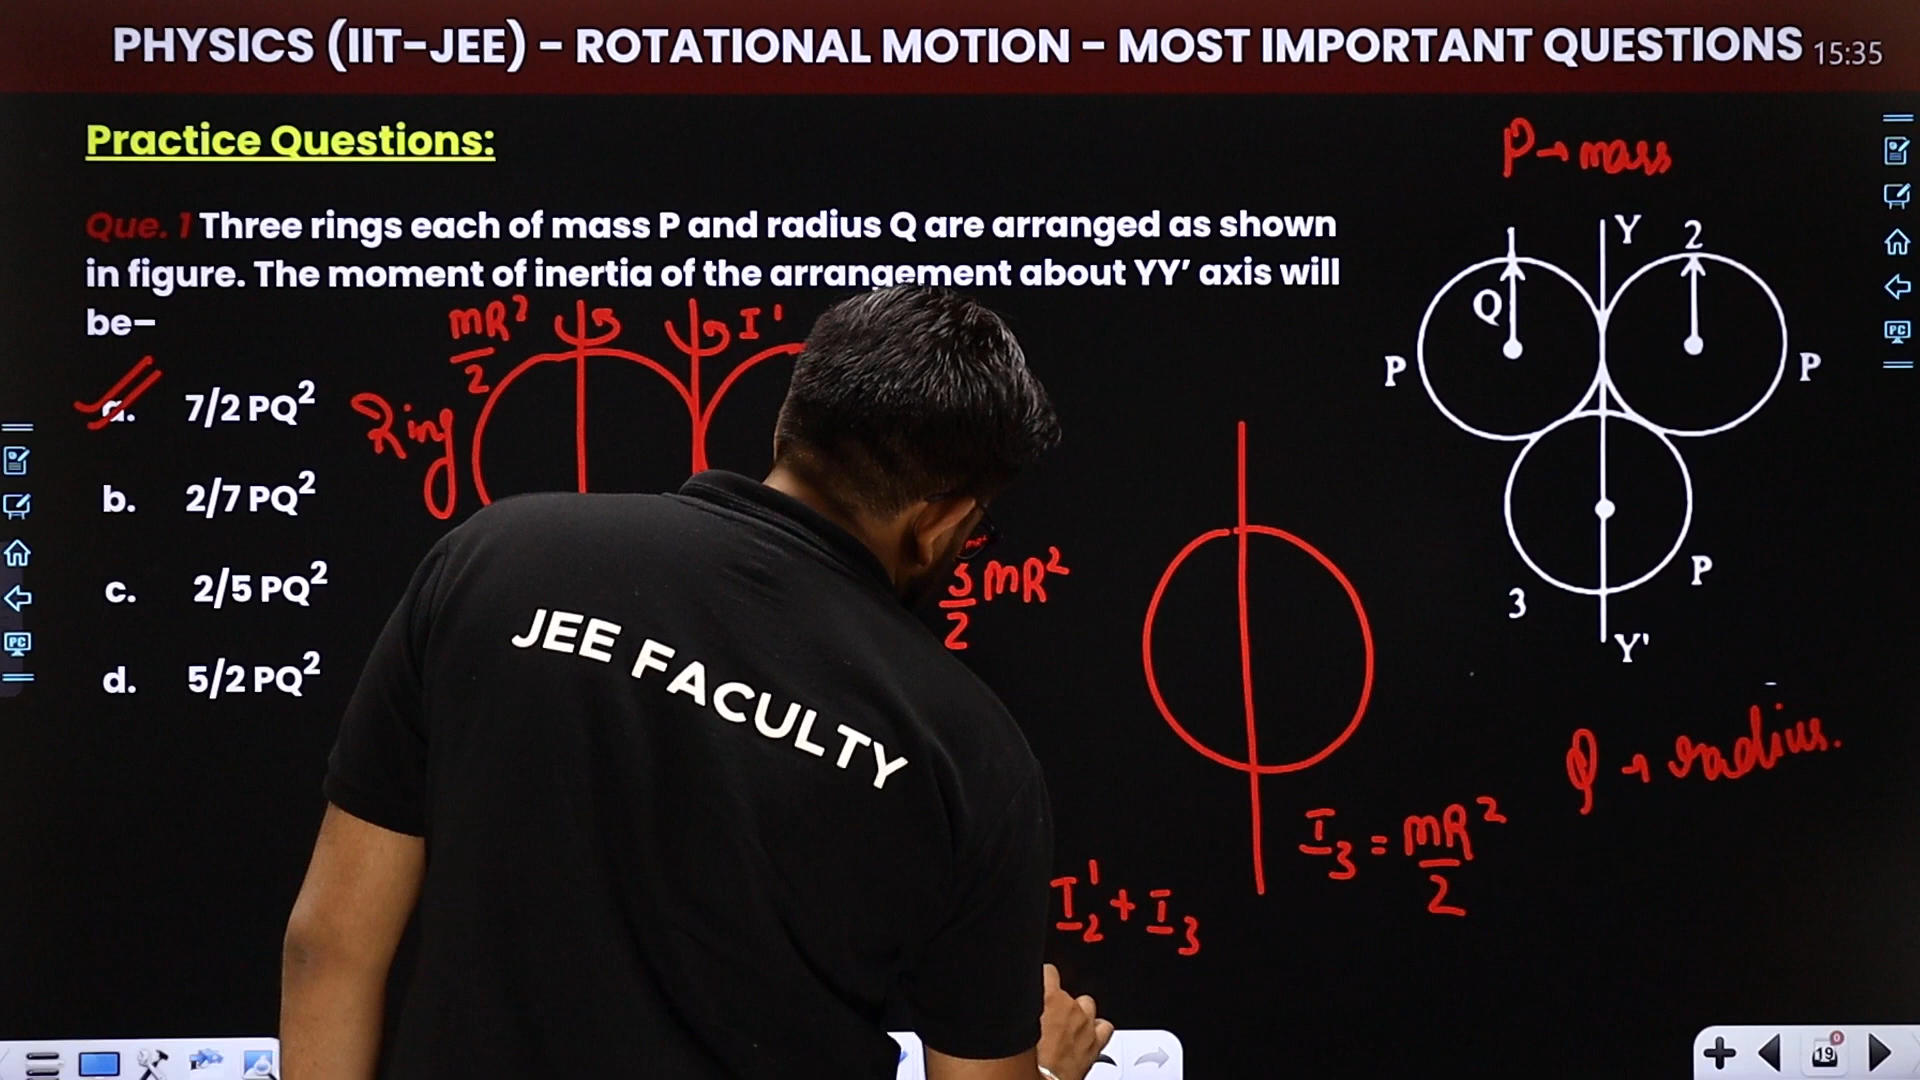 PHYSICS (IIT-JEE) - ROTATIONAL MOTION - MOST IMPORTANT QUESTIONS 15:35
Practice Questions:
Que. 1 Three rings each of mass P and radius Q are arranged as shown
in figure. The moment of inertia of the arrangement about YY' axis will
be–
a. 7/2 PQ²
b. 2/7 PQ²
c. 2/5 PQ²
d. 5/2 PQ²
mR²/2
I'
Ring
mR²
2
JEE FACULTY
I₂' + I₃
I₃ = mR²/2
P → mass
Y
1
2
Q
P
P
P
3
Y'
Q → radius.
PC
PC
19
0